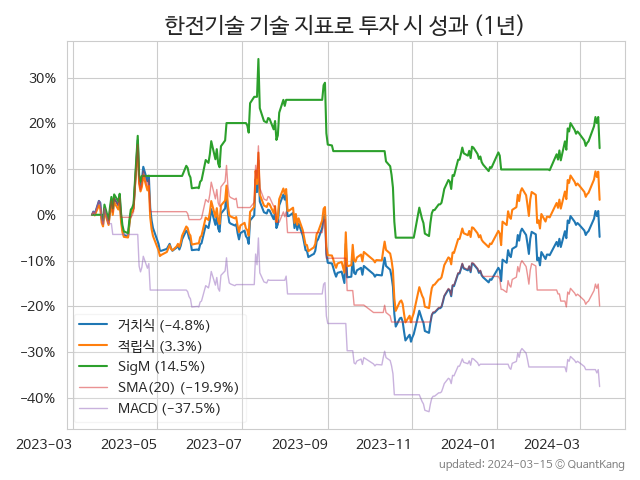 한전기술 기술 지표로 투자 시 성과 (1년)
30%
20%
10%
0%
−10%
−20%
−30%
−40%
거치식 (−4.8%)
적립식 (3.3%)
SigM (14.5%)
SMA(20) (−19.9%)
MACD (−37.5%)
2023-03 2023-05 2023-07 2023-09 2023-11 2024-01 2024-03
updated: 2024-03-15 ⓒ QuantKang